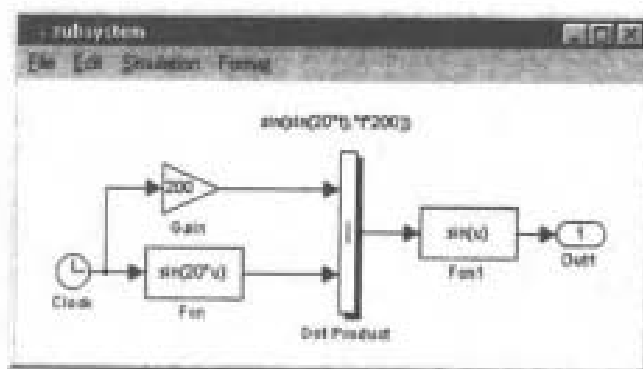 subsystem
File Edit Simulation Format
sin(sin(20*t).*t*200))
200
Gain
Clock
sin(20*u)
Fcn
Dot Product
sin(u)
Fcn1
1
Out1